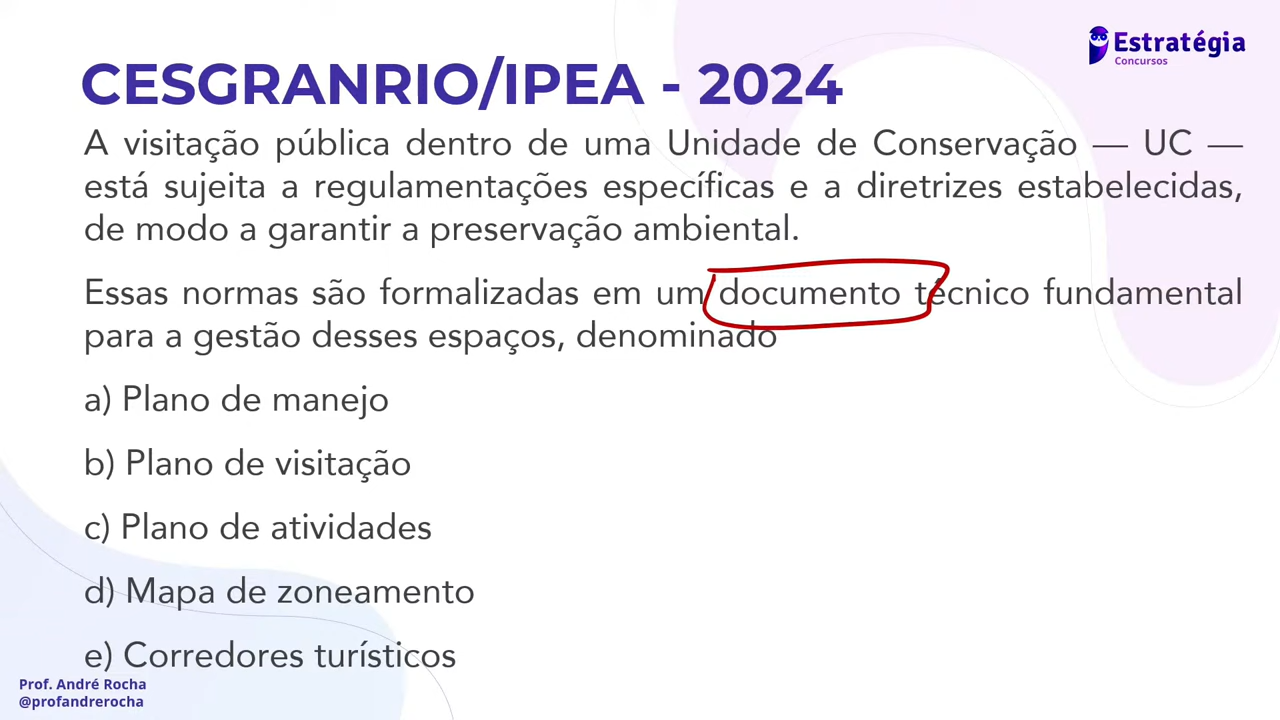 Estratégia
Concursos
CESGRANRIO/IPEA - 2024
A visitação pública dentro de uma Unidade de Conservação — UC —
está sujeita a regulamentações específicas e a diretrizes estabelecidas,
de modo a garantir a preservação ambiental.
Essas normas são formalizadas em um documento técnico fundamental
para a gestão desses espaços, denominado
a) Plano de manejo
b) Plano de visitação
c) Plano de atividades
d) Mapa de zoneamento
e) Corredores turísticos
Prof. André Rocha
@profandrerocha